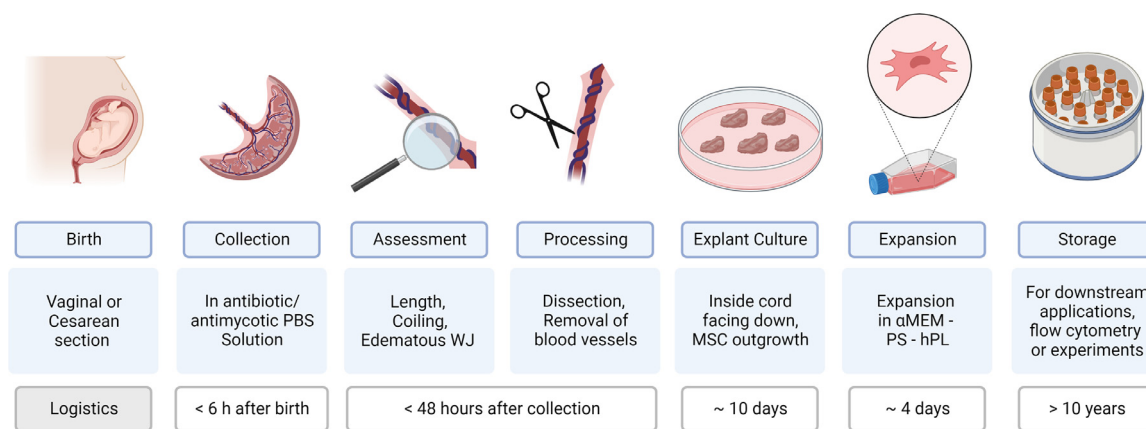 Birth
Collection
Assessment
Processing
Explant Culture
Expansion
Storage
Vaginal or
Cesarean
section
In antibiotic/
antimycotic PBS
Solution
Length,
Coiling,
Edematous WJ
Dissection,
Removal of
blood vessels
Inside cord
facing down,
MSC outgrowth
Expansion
in αMEM -
PS - hPL
For downstream
applications,
flow cytometry
or experiments
Logistics
< 6 h after birth
< 48 hours after collection
~ 10 days
~ 4 days
> 10 years